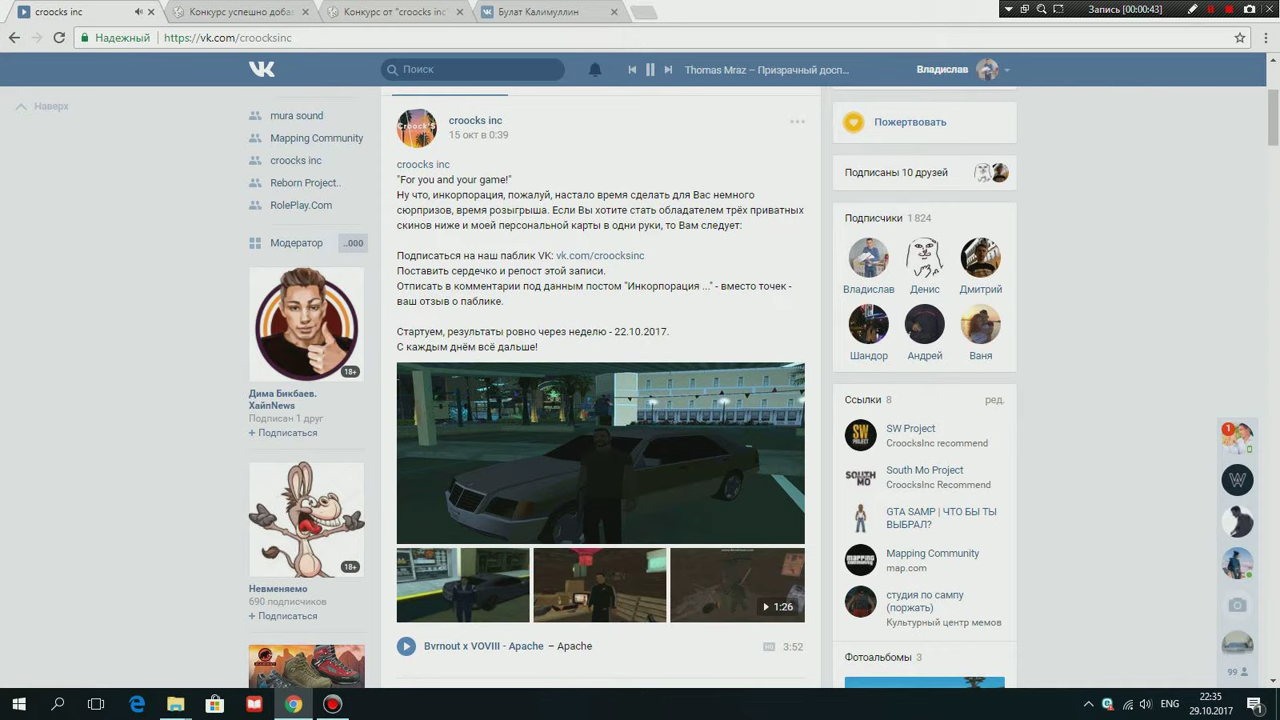 croocks inc
Конкурс успешно доба
Конкурс от "croocks inc"
Булат Калимуллин
Запись [00:00:43]
Надежный
https://vk.com/croocksinc
Поиск
Thomas Mraz – Призрачный досп...
Владислав
Наверх
mura sound
Mapping Community
croocks inc
Reborn Project..
RolePlay.Com
Модератор
..000
18+
Дима Бикбаев.
ХайпNews
Подписан 1 друг
+ Подписаться
18+
Невменяемо
690 подписчиков
+ Подписаться
croocks inc
15 окт в 0:39
croocks inc
"For you and your game!"
Ну что, инкорпорация, пожалуй, настало время сделать для Вас немного
сюрпризов, время розыгрыша. Если Вы хотите стать обладателем трёх приватных
скинов ниже и моей персональной карты в одни руки, то Вам следует:
Подписаться на наш паблик VK: vk.com/croocksinc
Поставить сердечко и репост этой записи.
Отписать в комментарии под данным постом "Инкорпорация ..." - вместо точек -
ваш отзыв о паблике.
Стартуем, результаты ровно через неделю - 22.10.2017.
С каждым днём всё дальше!
1:26
Bvrnout x VOVIII - Apache – Apache
3:52
Пожертвовать
Подписаны 10 друзей
Подписчики 1 824
Владислав
Денис
Дмитрий
Шандор
Андрей
Ваня
Ссылки 8
ред.
SW Project
CroocksInc recommend
South Mo Project
CrocksInc Recommend
GTA SAMP | ЧТО БЫ ТЫ
ВЫБРАЛ?
Mapping Community
map.com
студия по сампу
(поржать)
Культурный центр мемов
Фотоальбомы 3
1
99
ENG
22:35
29.10.2017
1